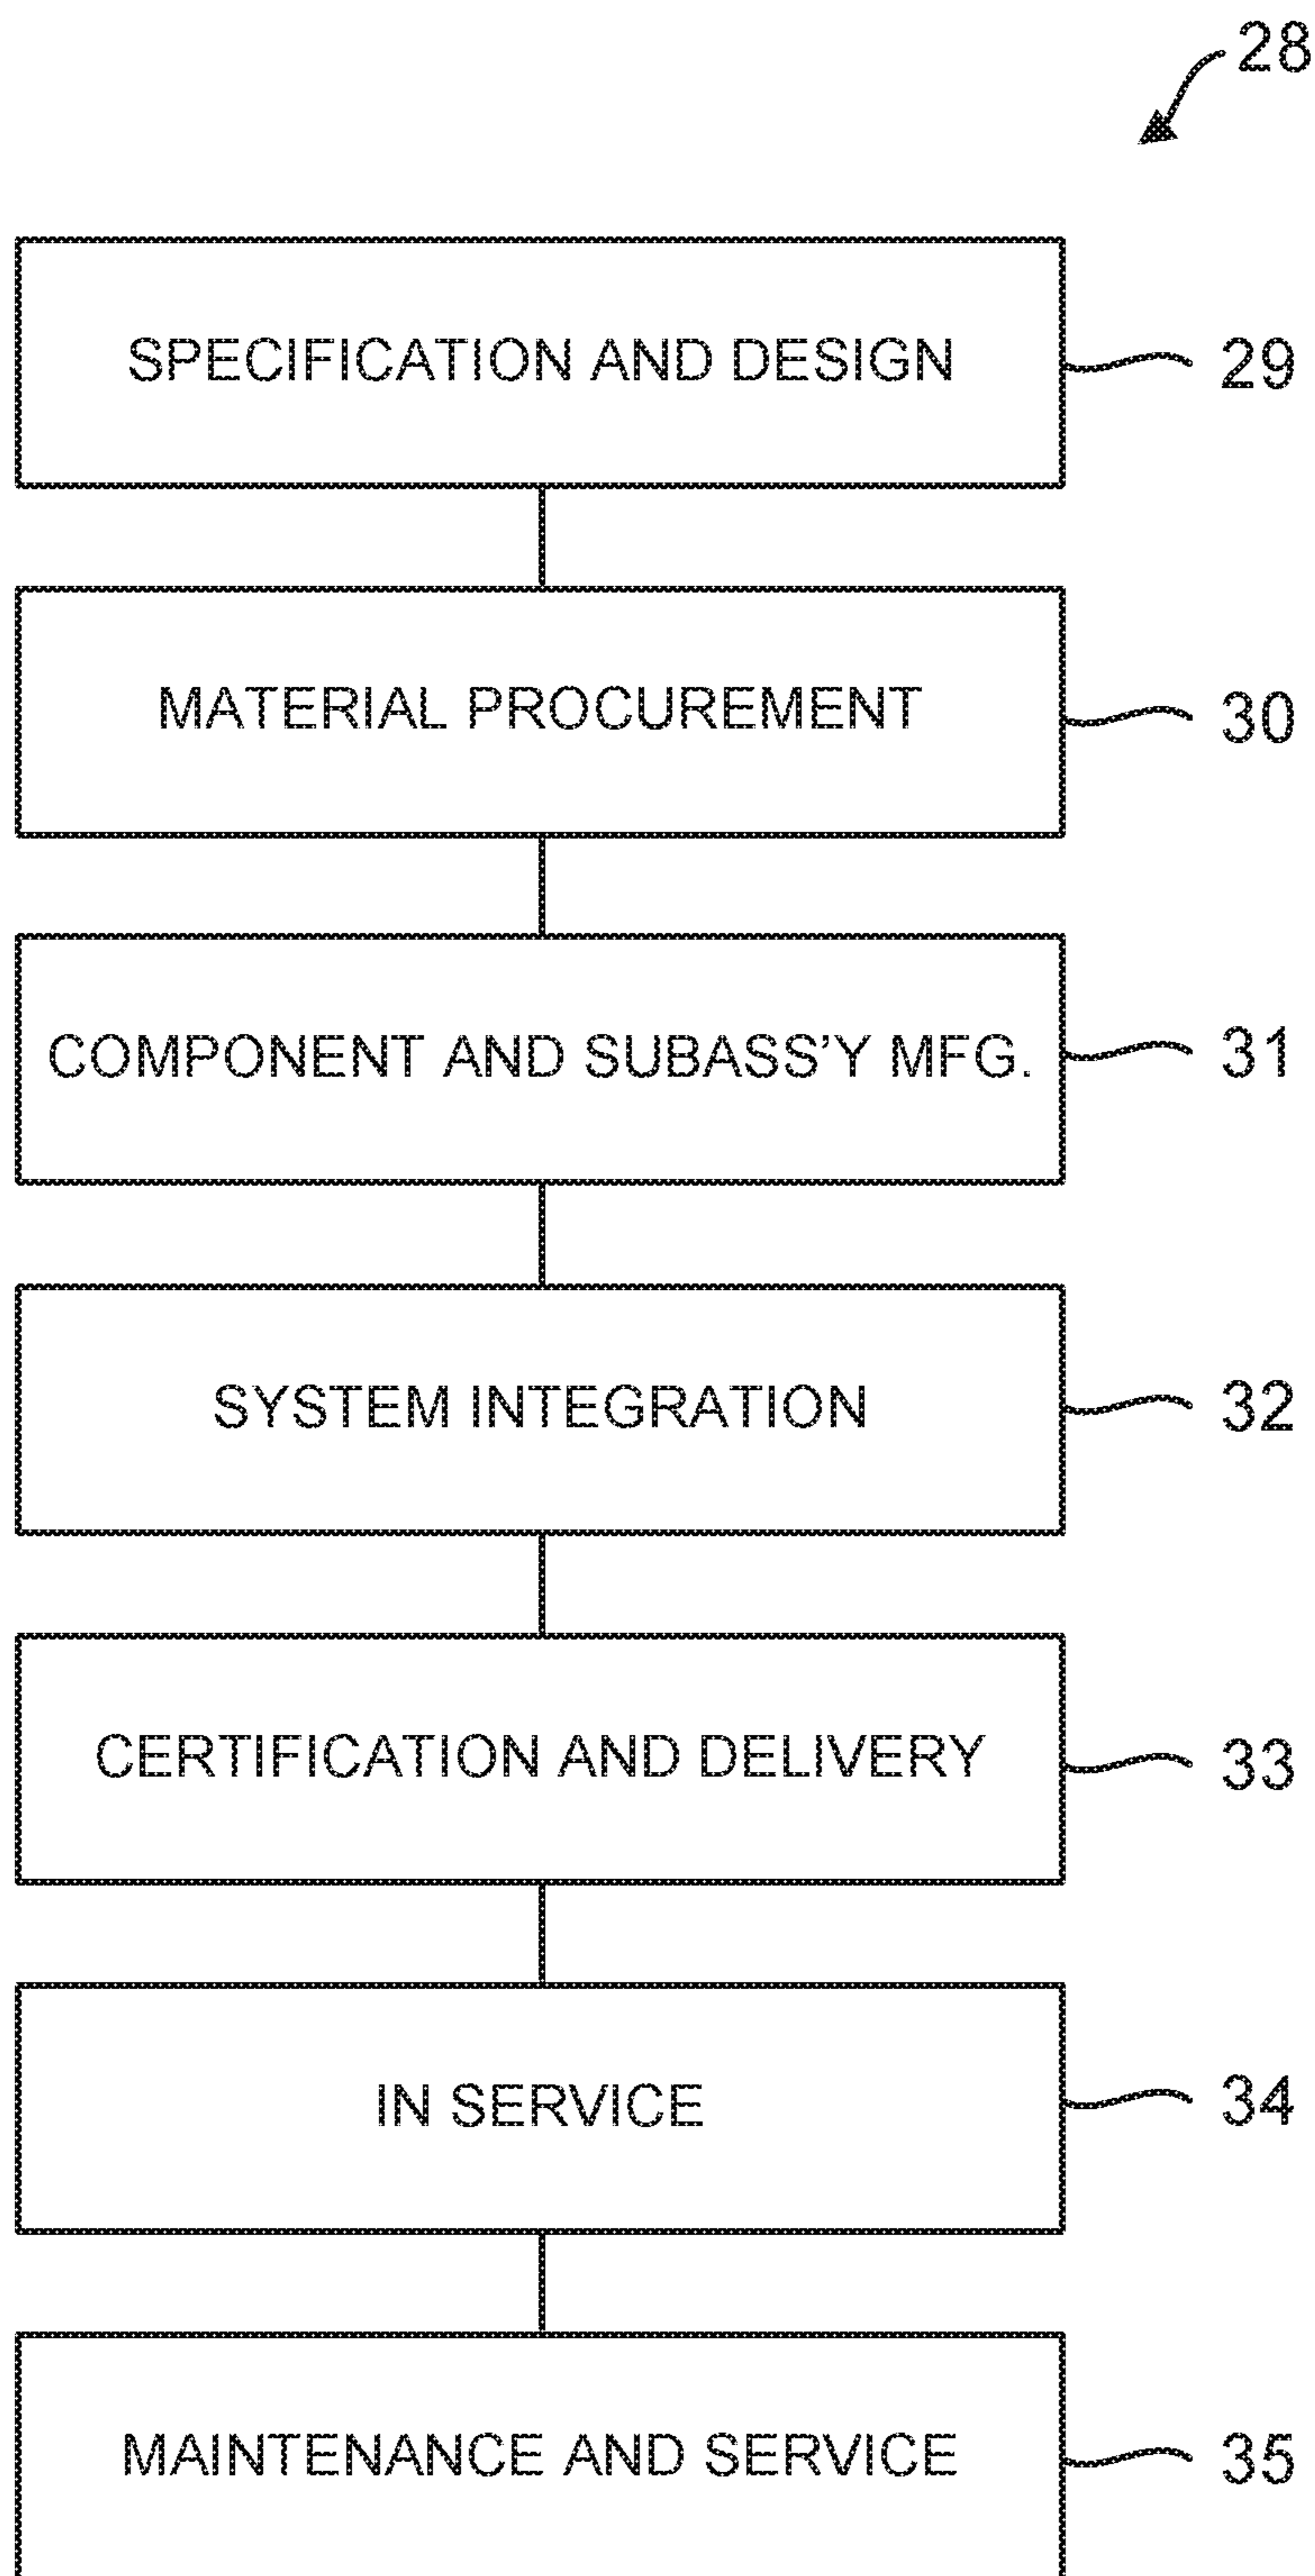 28
SPECIFICATION AND DESIGN 29
MATERIAL PROCUREMENT 30
COMPONENT AND SUBASS’Y MFG. 31
SYSTEM INTEGRATION 32
CERTIFICATION AND DELIVERY 33
IN SERVICE 34
MAINTENANCE AND SERVICE 35